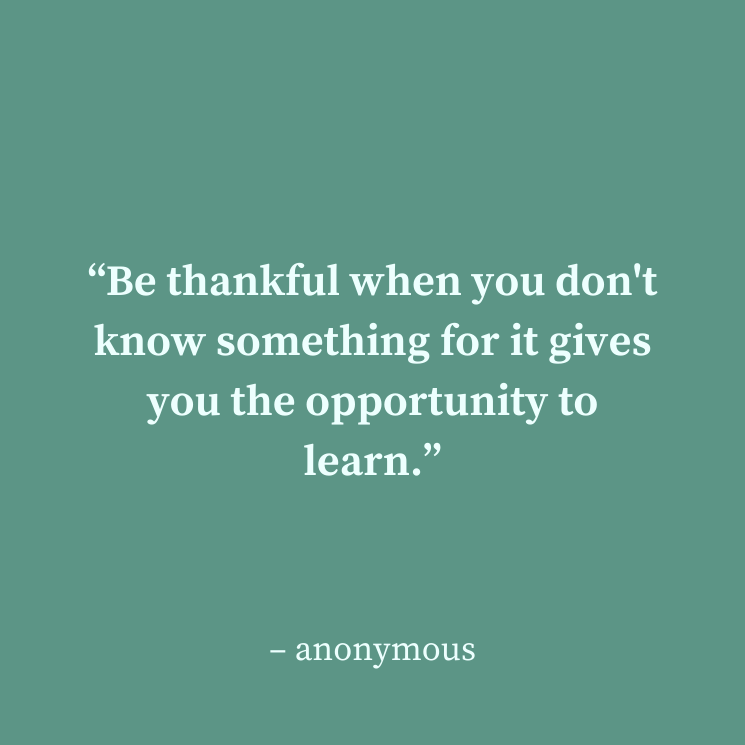 “Be thankful when you don't
know something for it gives
you the opportunity to
learn.”
– anonymous